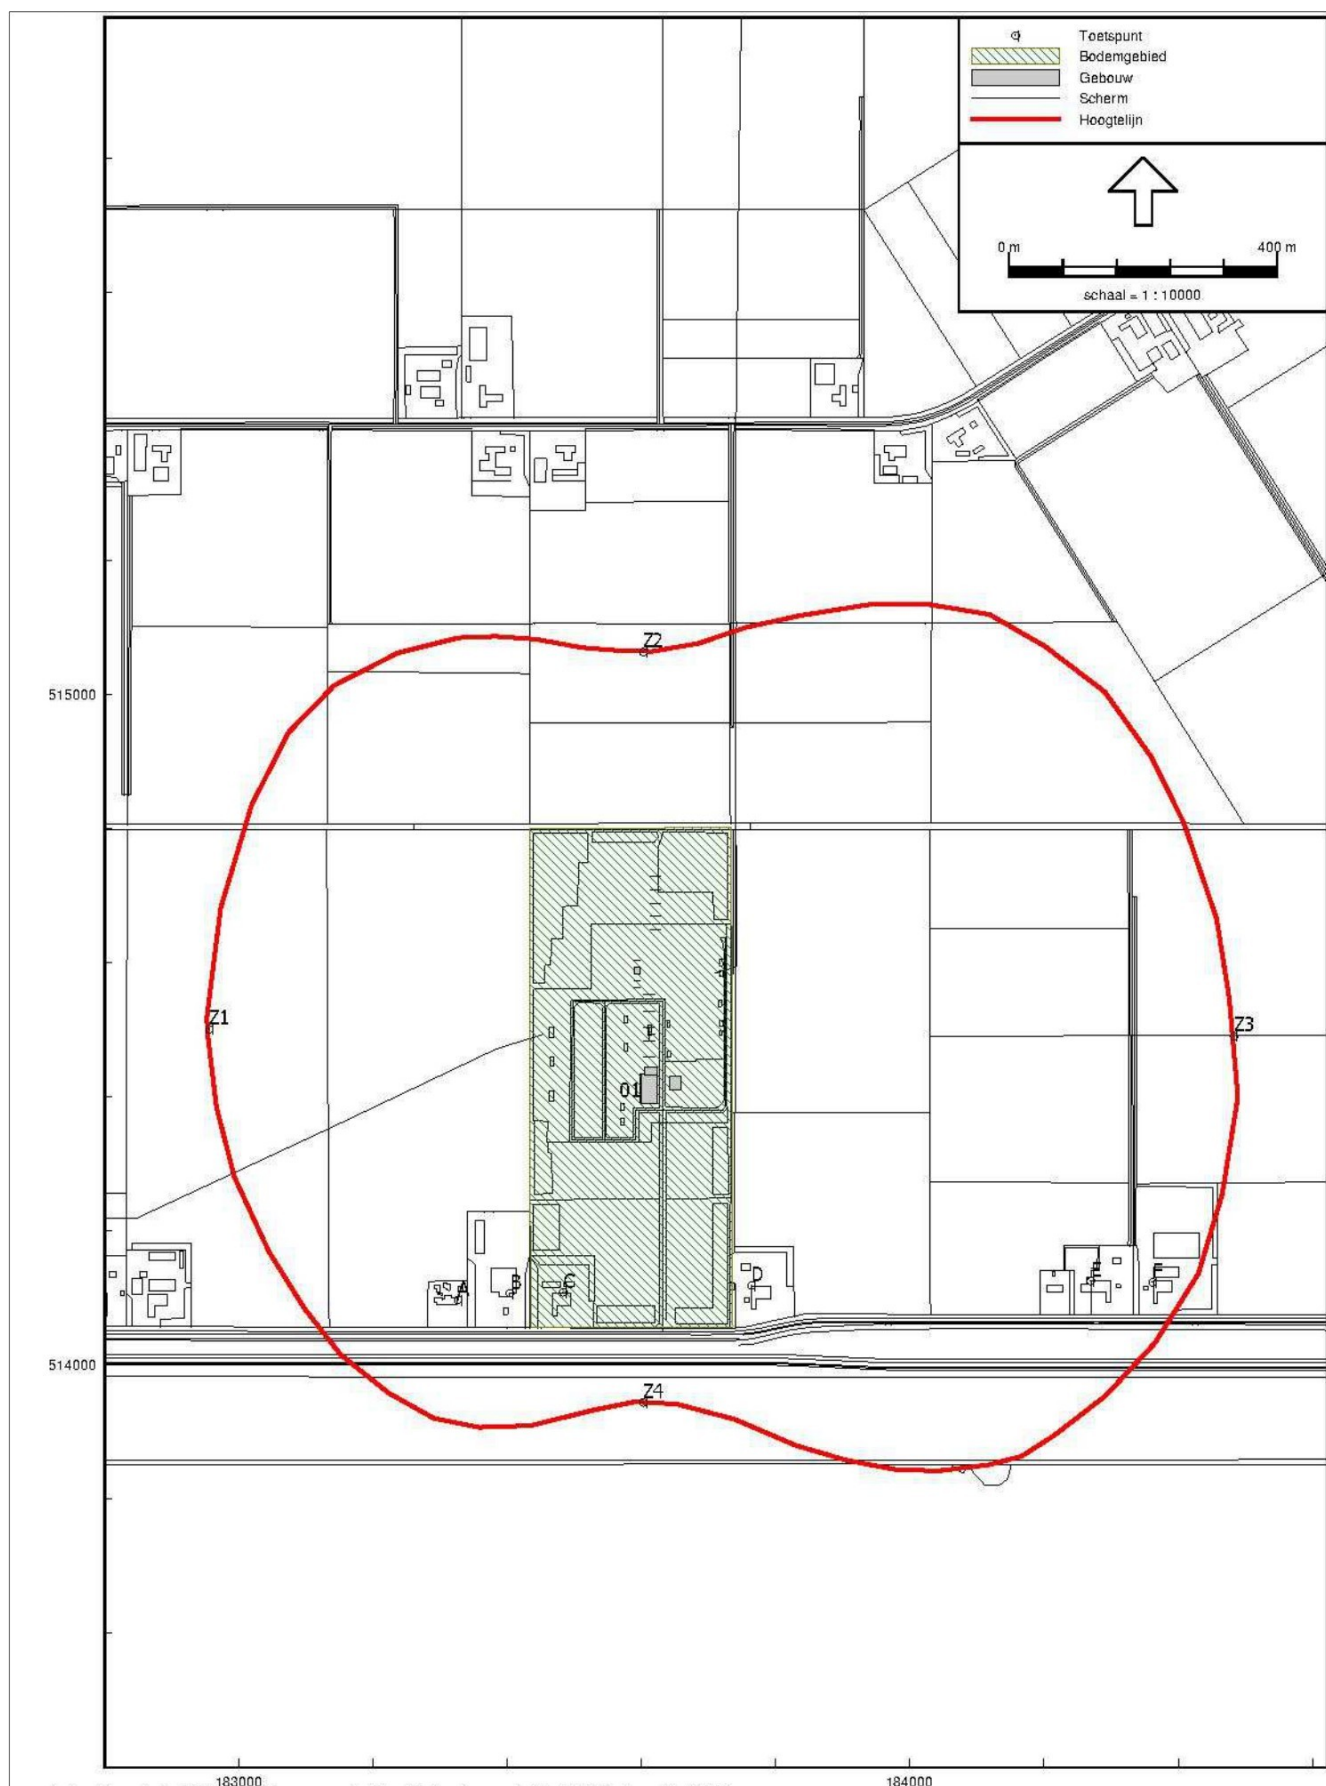 Toetspunt
Bodemgebied
Gebouw
Scherm
Hoogtelijn
0 m 400 m
schaal = 1 : 10000
Z2
515000
Z1
Z3
01
A
B
C
D
E
F
514000
Z4
183000
184000